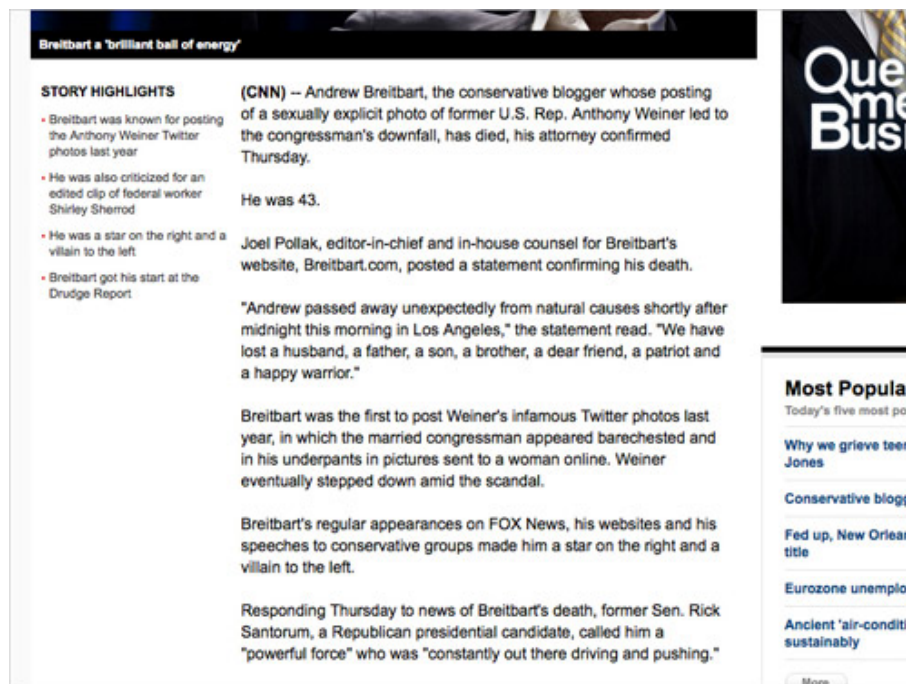 Breitbart a 'brilliant ball of energy'
STORY HIGHLIGHTS
• Breitbart was known for posting
the Anthony Weiner Twitter
photos last year
• He was also criticized for an
edited clip of federal worker
Shirley Sherrod
• He was a star on the right and a
villain to the left
• Breitbart got his start at the
Drudge Report
(CNN) -- Andrew Breitbart, the conservative blogger whose posting
of a sexually explicit photo of former U.S. Rep. Anthony Weiner led to
the congressman's downfall, has died, his attorney confirmed
Thursday.
He was 43.
Joel Pollak, editor-in-chief and in-house counsel for Breitbart's
website, Breitbart.com, posted a statement confirming his death.
"Andrew passed away unexpectedly from natural causes shortly after
midnight this morning in Los Angeles," the statement read. "We have
lost a husband, a father, a son, a brother, a dear friend, a patriot and
a happy warrior."
Breitbart was the first to post Weiner's infamous Twitter photos last
year, in which the married congressman appeared barechested and
in his underpants in pictures sent to a woman online. Weiner
eventually stepped down amid the scandal.
Breitbart's regular appearances on FOX News, his websites and his
speeches to conservative groups made him a star on the right and a
villain to the left.
Responding Thursday to news of Breitbart's death, former Sen. Rick
Santorum, a Republican presidential candidate, called him a
"powerful force" who was "constantly out there driving and pushing."
Que
me
Busi
Most Popula
Today's five most po
Why we grieve teen
Jones
Conservative blogg
Fed up, New Orlean
title
Eurozone unemplo
Ancient 'air-conditi
sustainably
More